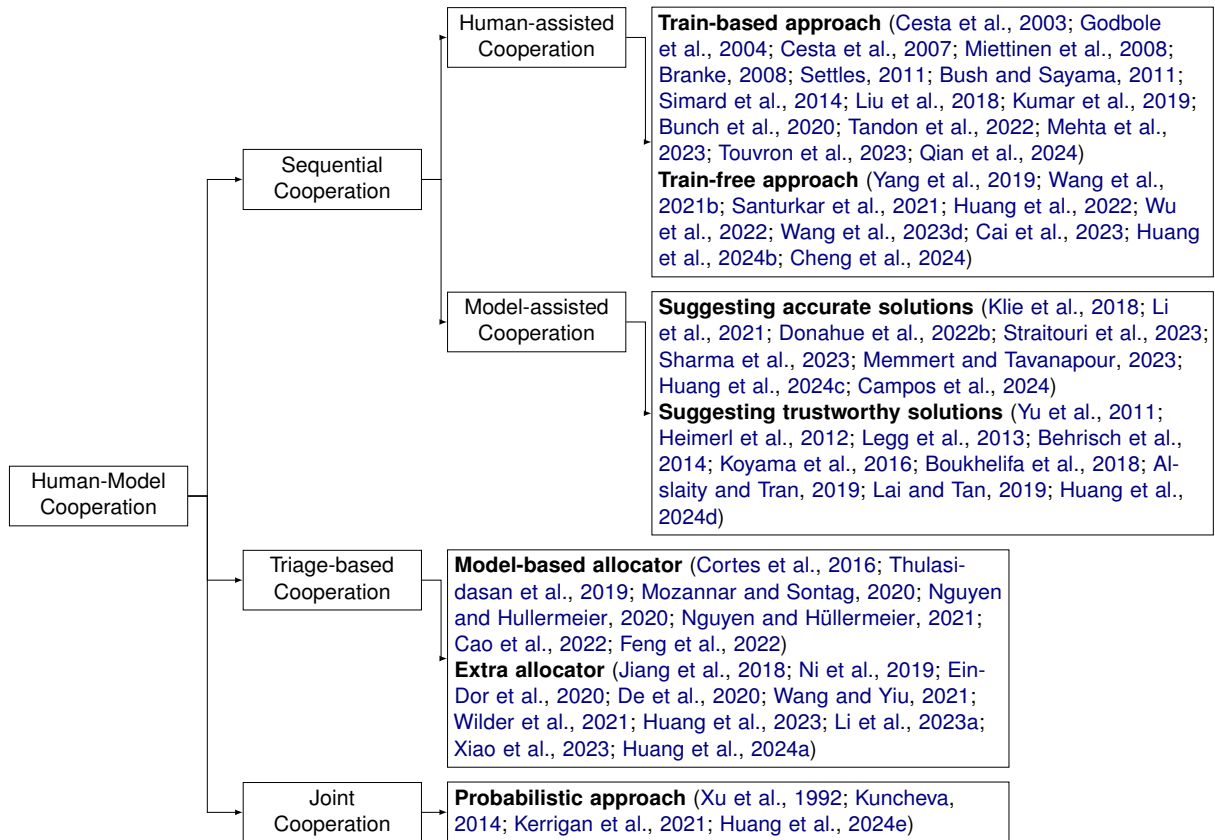 Human-assisted
Cooperation
Train-based approach (Cesta et al., 2003; Godbole
et al., 2004; Cesta et al., 2007; Miettinen et al., 2008;
Branke, 2008; Settles, 2011; Bush and Sayama, 2011;
Simard et al., 2014; Liu et al., 2018; Kumar et al., 2019;
Bunch et al., 2020; Tandon et al., 2022; Mehta et al.,
2023; Touvron et al., 2023; Qian et al., 2024)
Train-free approach (Yang et al., 2019; Wang et al.,
2021b; Santurkar et al., 2021; Huang et al., 2022; Wu
et al., 2022; Wang et al., 2023d; Cai et al., 2023; Huang
et al., 2024b; Cheng et al., 2024)
Sequential
Cooperation
Model-assisted
Cooperation
Suggesting accurate solutions (Klie et al., 2018; Li
et al., 2021; Donahue et al., 2022b; Straitouri et al., 2023;
Sharma et al., 2023; Memmert and Tavanapour, 2023;
Huang et al., 2024c; Campos et al., 2024)
Suggesting trustworthy solutions (Yu et al., 2011;
Heimerl et al., 2012; Legg et al., 2013; Behrisch et al.,
2014; Koyama et al., 2016; Boukhelifa et al., 2018; Al-
slaity and Tran, 2019; Lai and Tan, 2019; Huang et al.,
2024d)
Human-Model
Cooperation
Triage-based
Cooperation
Model-based allocator (Cortes et al., 2016; Thulasi-
dasan et al., 2019; Mozannar and Sontag, 2020; Nguyen
and Hullermeier, 2020; Nguyen and Hüllermeier, 2021;
Cao et al., 2022; Feng et al., 2022)
Extra allocator (Jiang et al., 2018; Ni et al., 2019; Ein-
Dor et al., 2020; De et al., 2020; Wang and Yiu, 2021;
Wilder et al., 2021; Huang et al., 2023; Li et al., 2023a;
Xiao et al., 2023; Huang et al., 2024a)
Joint
Cooperation
Probabilistic approach (Xu et al., 1992; Kuncheva,
2014; Kerrigan et al., 2021; Huang et al., 2024e)